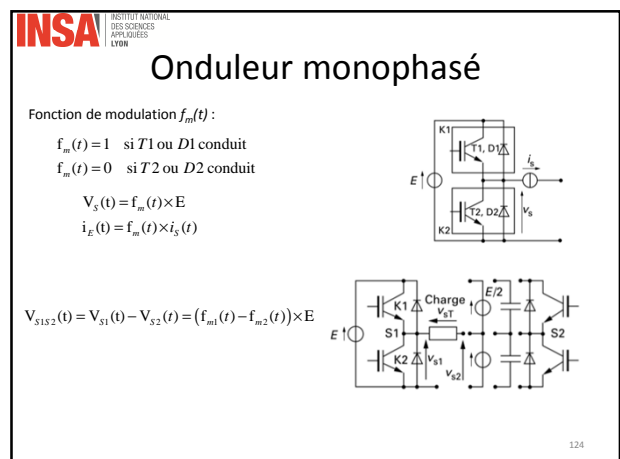 INSA
INSTITUT NATIONAL
DES SCIENCES
APPLIQUÉES
LYON
Onduleur monophasé
Fonction de modulation fm(t) :
fm(t) = 1 si T1 ou D1 conduit
fm(t) = 0 si T2 ou D2 conduit
VS(t) = fm(t)×E
iE(t) = fm(t)×iS(t)
K1
T1, D1
is
E
T2, D2
vs
K2
VS1S2(t) = VS1(t) − VS2(t) = (fm1(t) − fm2(t))×E
E/2
K1
Charge
vsT
E
S1
S2
K2
vs1
vs2
124